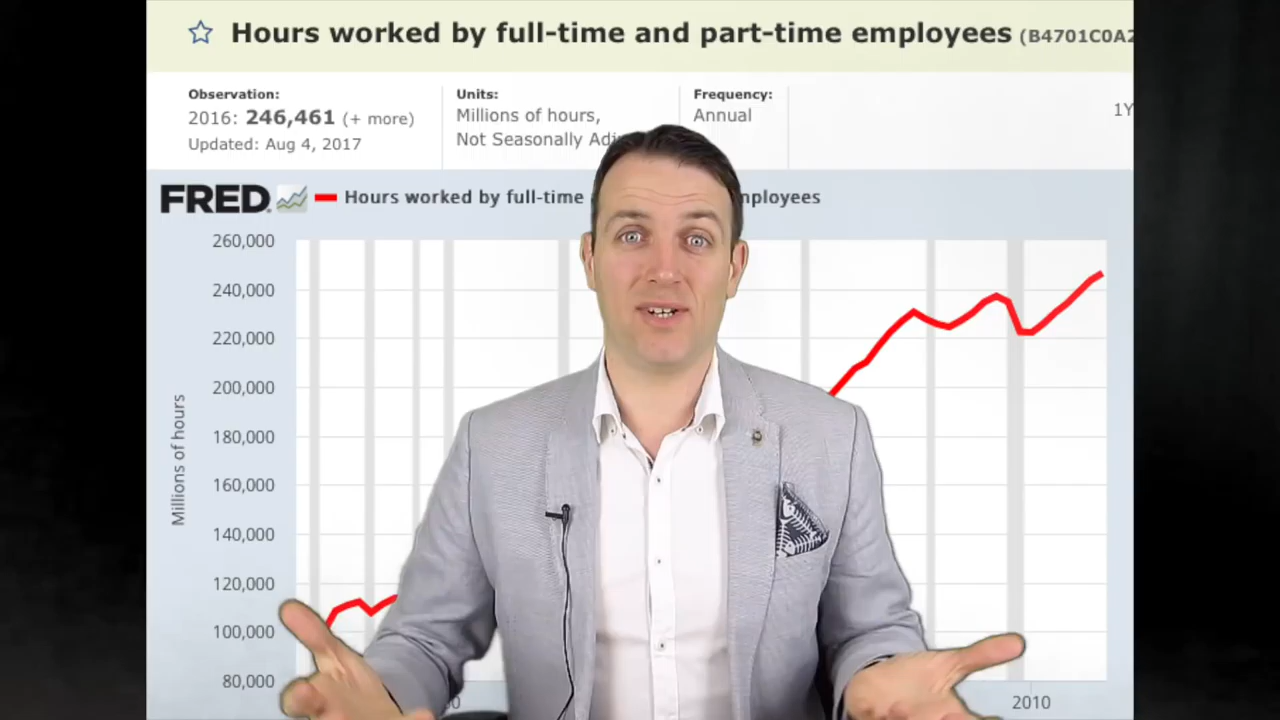 Hours worked by full-time and part-time employees (B4701C0A2
Observation:
2016: 246,461 (+ more)
Updated: Aug 4, 2017
Units:
Millions of hours,
Not Seasonally Adj
Frequency:
Annual
1Y
FRED
Hours worked by full-time
mployees
260,000
240,000
220,000
200,000
180,000
160,000
140,000
120,000
100,000
80,000
Millions of hours
2010